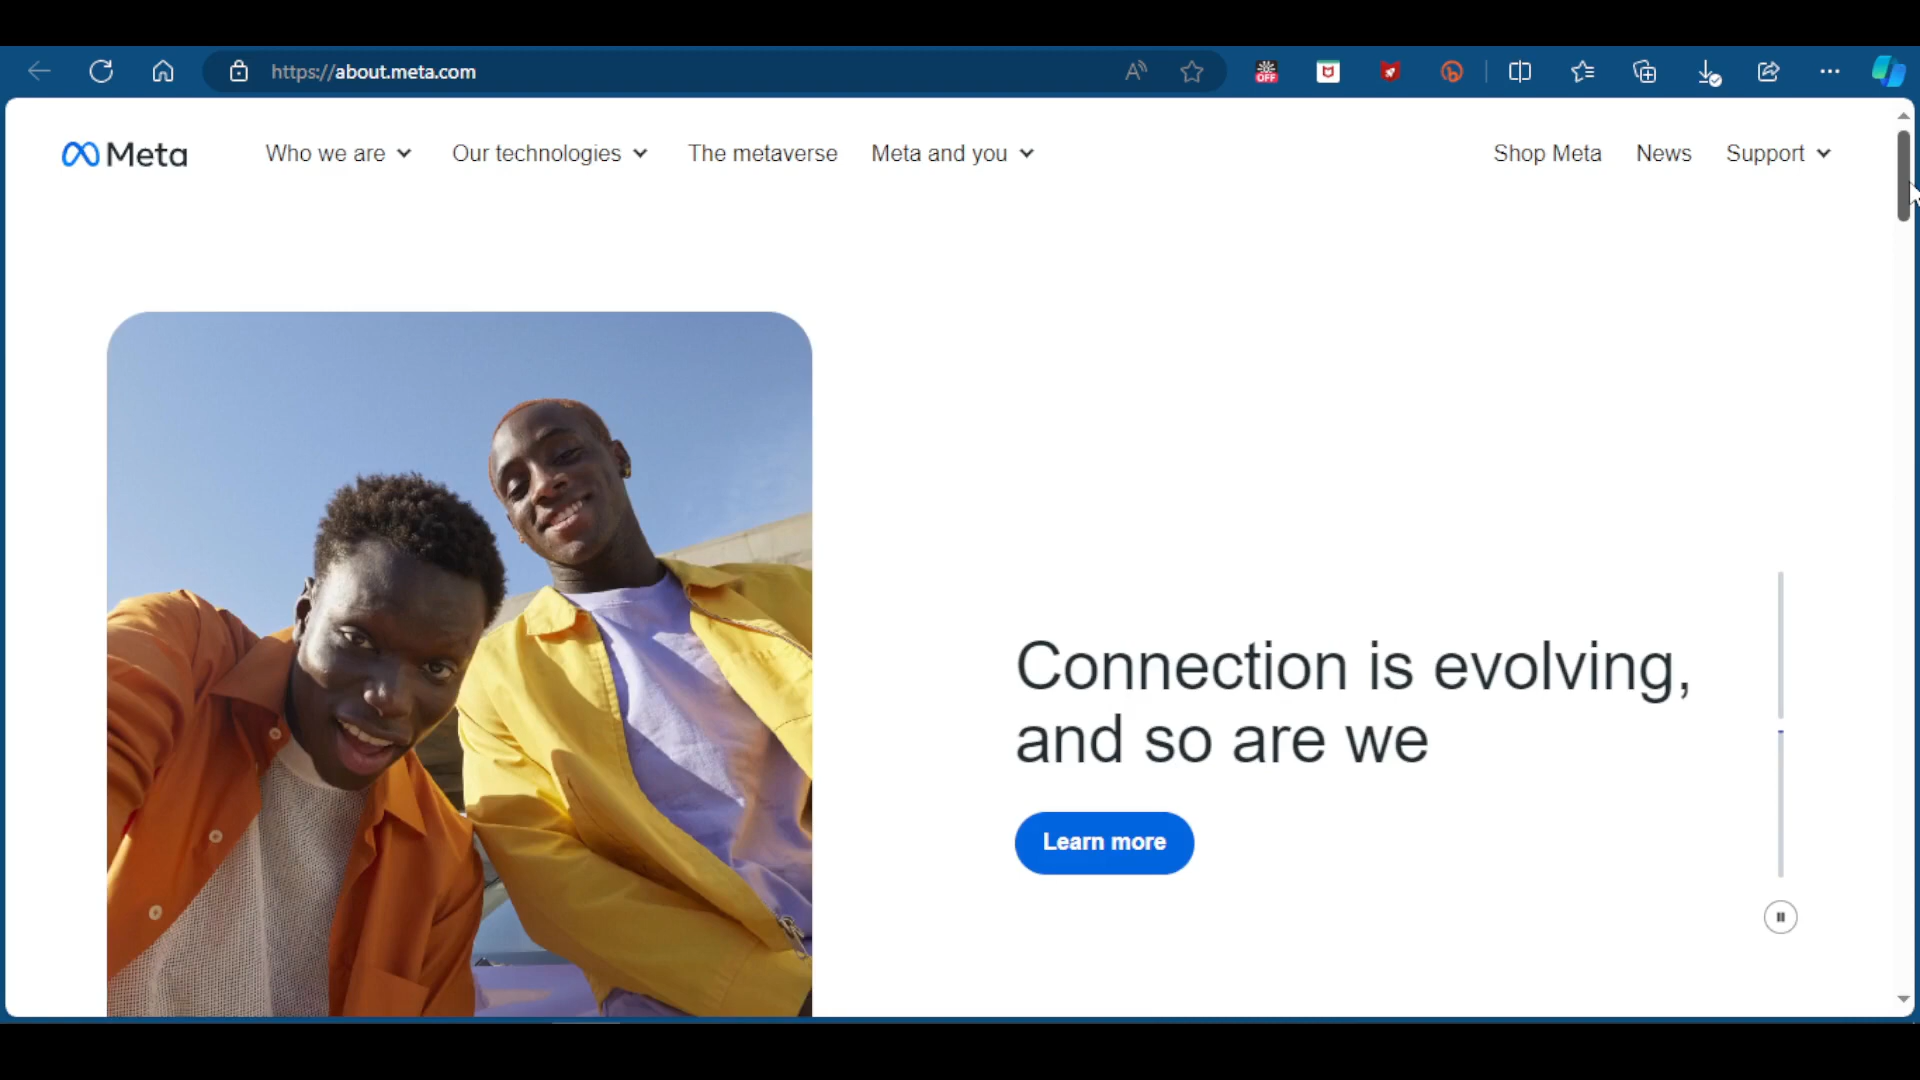 https://about.meta.com
OFF
Meta
Who we are
Our technologies
The metaverse
Meta and you
Shop Meta
News
Support
Connection is evolving,
and so are we
Learn more